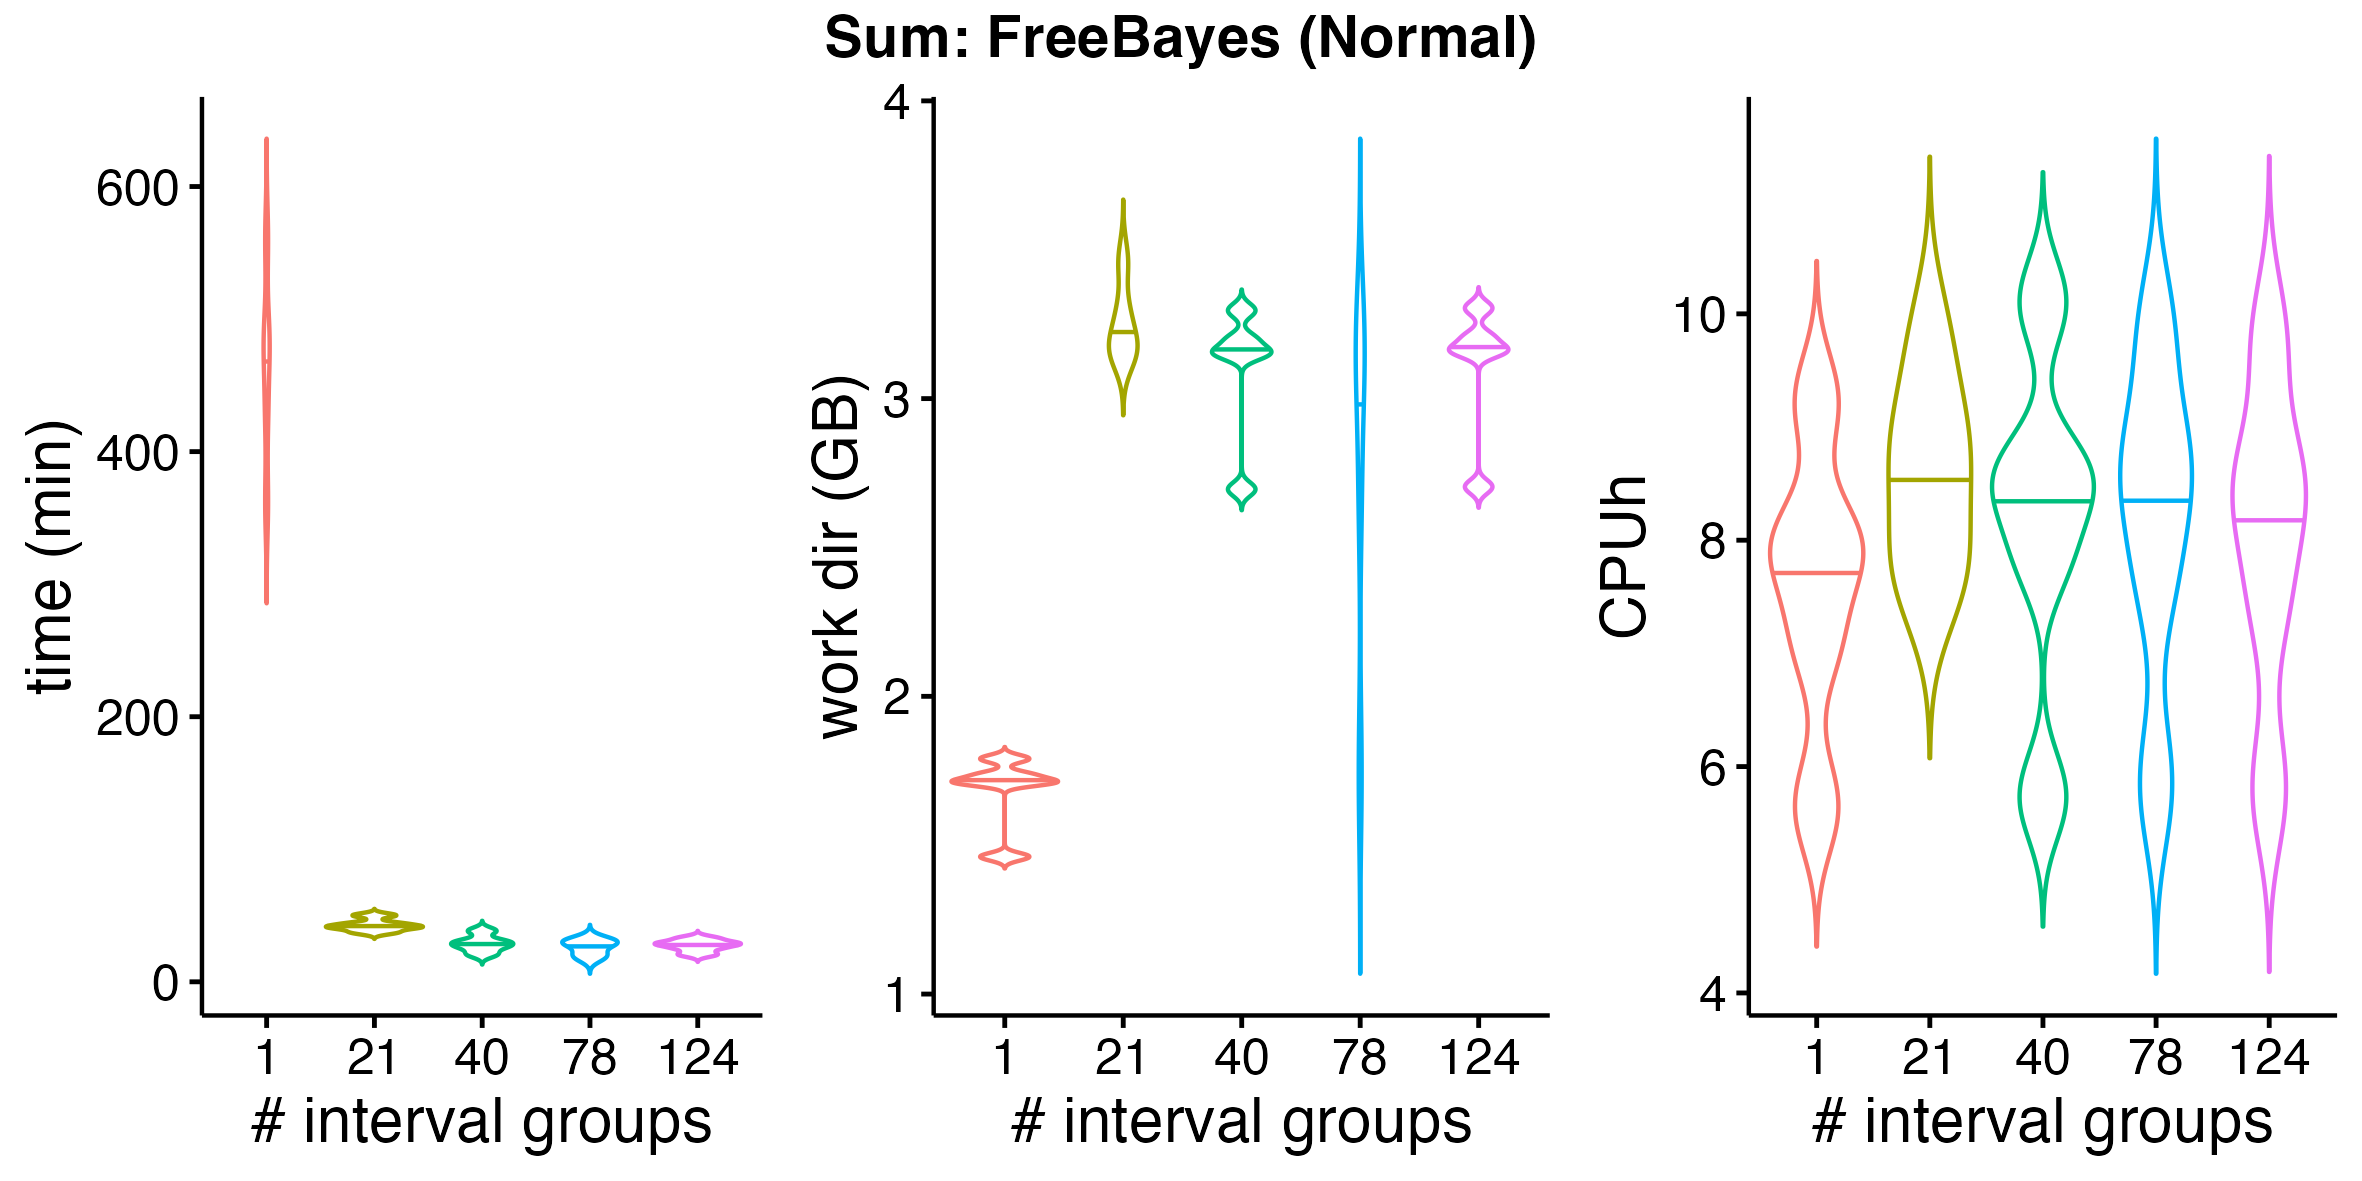 Sum: FreeBayes (Normal)
time (min)
600
400
200
0
1 21 40 78 124
# interval groups
work dir (GB)
4
3
2
1
1 21 40 78 124
# interval groups
CPUh
10
8
6
4
1 21 40 78 124
# interval groups